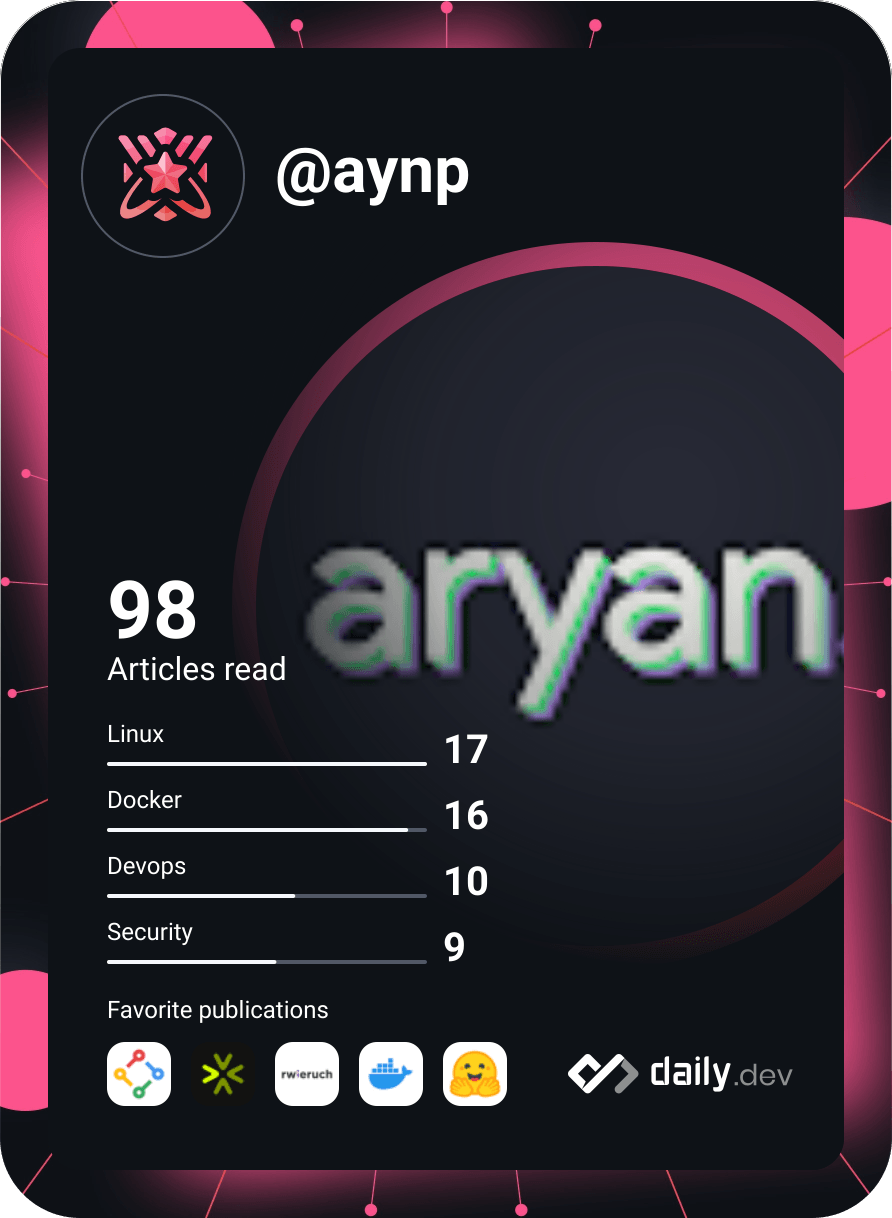 @aynp
aryan
98
Articles read
Linux 17
Docker 16
Devops 10
Security 9
Favorite publications
rwieruch
daily.dev